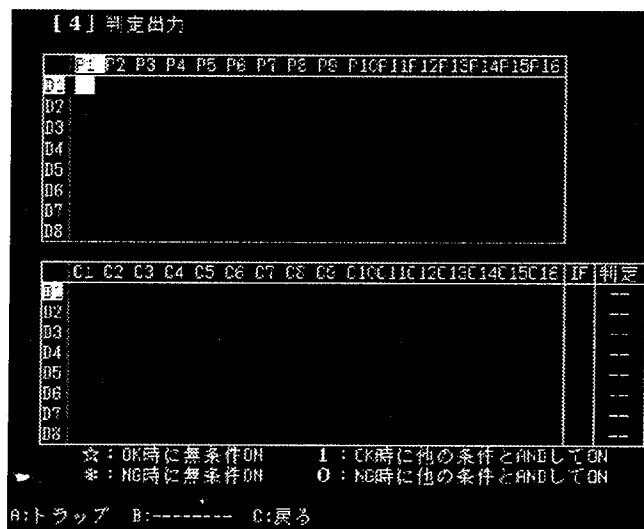 [4] 判定出力
P1 P2 P3 P4 P5 P6 P7 P8 P9 P10P11P12P13P14P15P16
D1
D2
D3
D4
D5
D6
D7
D8
C1 C2 C3 C4 C5 C6 C7 C8 C9 C10C11C12C13C14C15C16 IF 判定
D1 --
D2 --
D3 --
D4 --
D5 --
D6 --
D7 --
D8 --
☆：OK時に無条件ON 1：OK時に他の条件とANDしてON
*：NG時に無条件ON 0：NG時に他の条件とANDしてON
A:トラップ B:-------- C:戻る